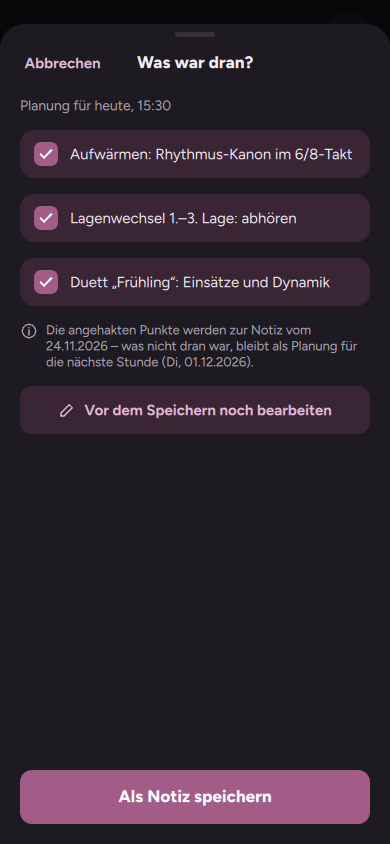 Abbrechen
Was war dran?
Planung für heute, 15:30
Aufwärmen: Rhythmus-Kanon im 6/8-Takt
Lagenwechsel 1.–3. Lage: abhören
Duett „Frühling“: Einsätze und Dynamik
Die angehakten Punkte werden zur Notiz vom
24.11.2026 – was nicht dran war, bleibt als Planung für
die nächste Stunde (Di, 01.12.2026).
Vor dem Speichern noch bearbeiten
Als Notiz speichern